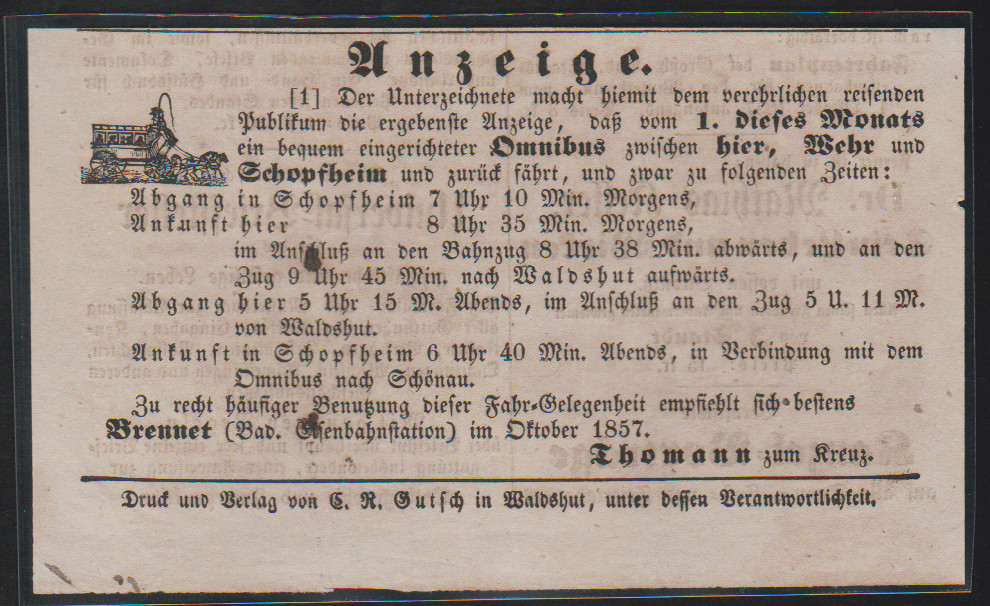 Anzeige.
[1] Der Unterzeichnete macht hiemit dem verehrlichen reisenden
Publikum die ergebenste Anzeige, daß vom 1. dieses Monats
ein bequem eingerichteter Omnibus zwischen hier, Wehr und
Schopfheim und zurück fährt, und zwar zu folgenden Zeiten:
Abgang in Schopfheim 7 Uhr 10 Min. Morgens,
Ankunft hier 8 Uhr 35 Min. Morgens,
im Anschluß an den Bahnzug 8 Uhr 38 Min. abwärts, und an den
Zug 9 Uhr 45 Min. nach Waldshut aufwärts.
Abgang hier 5 Uhr 15 M. Abends, im Anschluß an den Zug 5 U. 11 M.
von Waldshut.
Ankunft in Schopfheim 6 Uhr 40 Min. Abends, in Verbindung mit dem
Omnibus nach Schönau.
Zu recht häufiger Benutzung dieser Fahr-Gelegenheit empfiehlt sich bestens
Brennet (Bad. Eisenbahnstation) im Oktober 1857.
Thomann zum Kreuz.
Druck und Verlag von C. R. Gutsch in Waldshut, unter dessen Verantwortlichkeit.